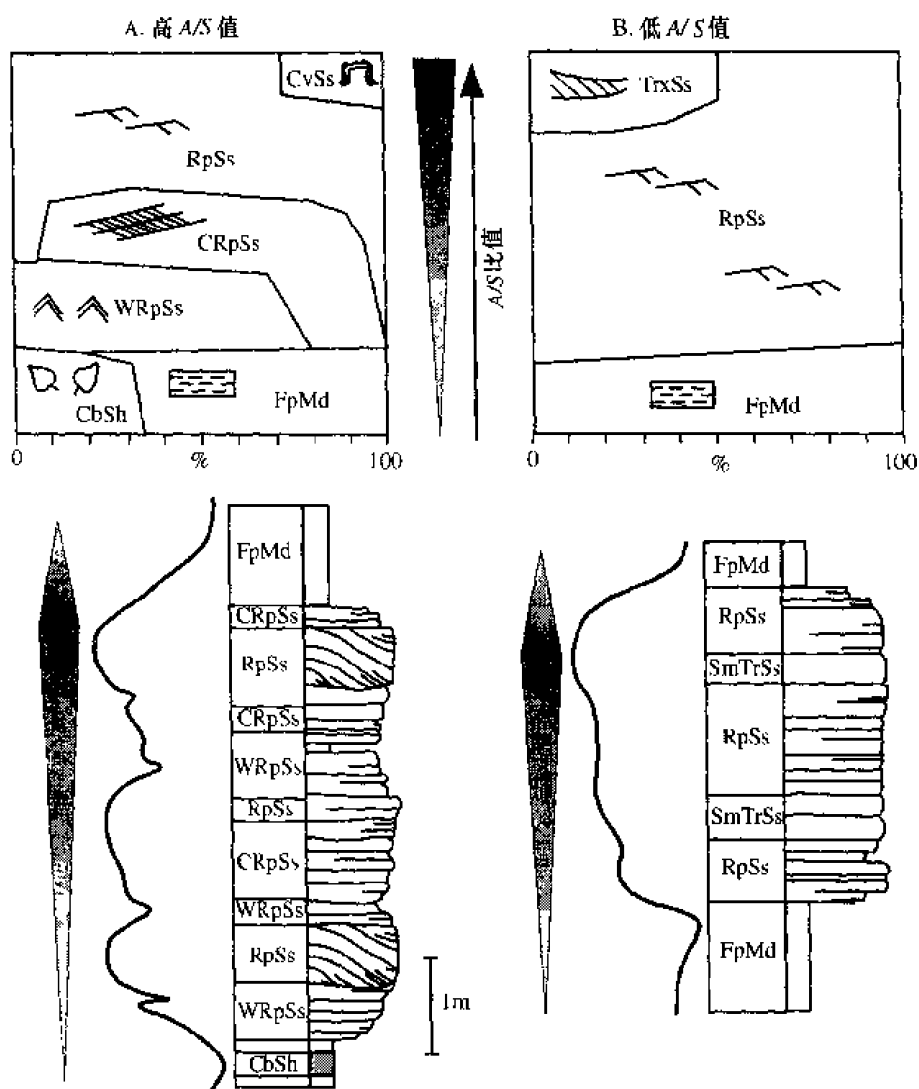 A. 高 A/S 值
B. 低 A/S 值
CvSs
RpSs
CRpSs
WRpSs
CbSh
FpMd
0
%
100
A/S比值
TrxSs
RpSs
FpMd
0
%
100
FpMd
CRpSs
RpSs
CRpSs
WRpSs
RpSs
CRpSs
WRpSs
RpSs
WRpSs
CbSh
1m
FpMd
RpSs
SmTrSs
RpSs
SmTrSs
RpSs
FpMd